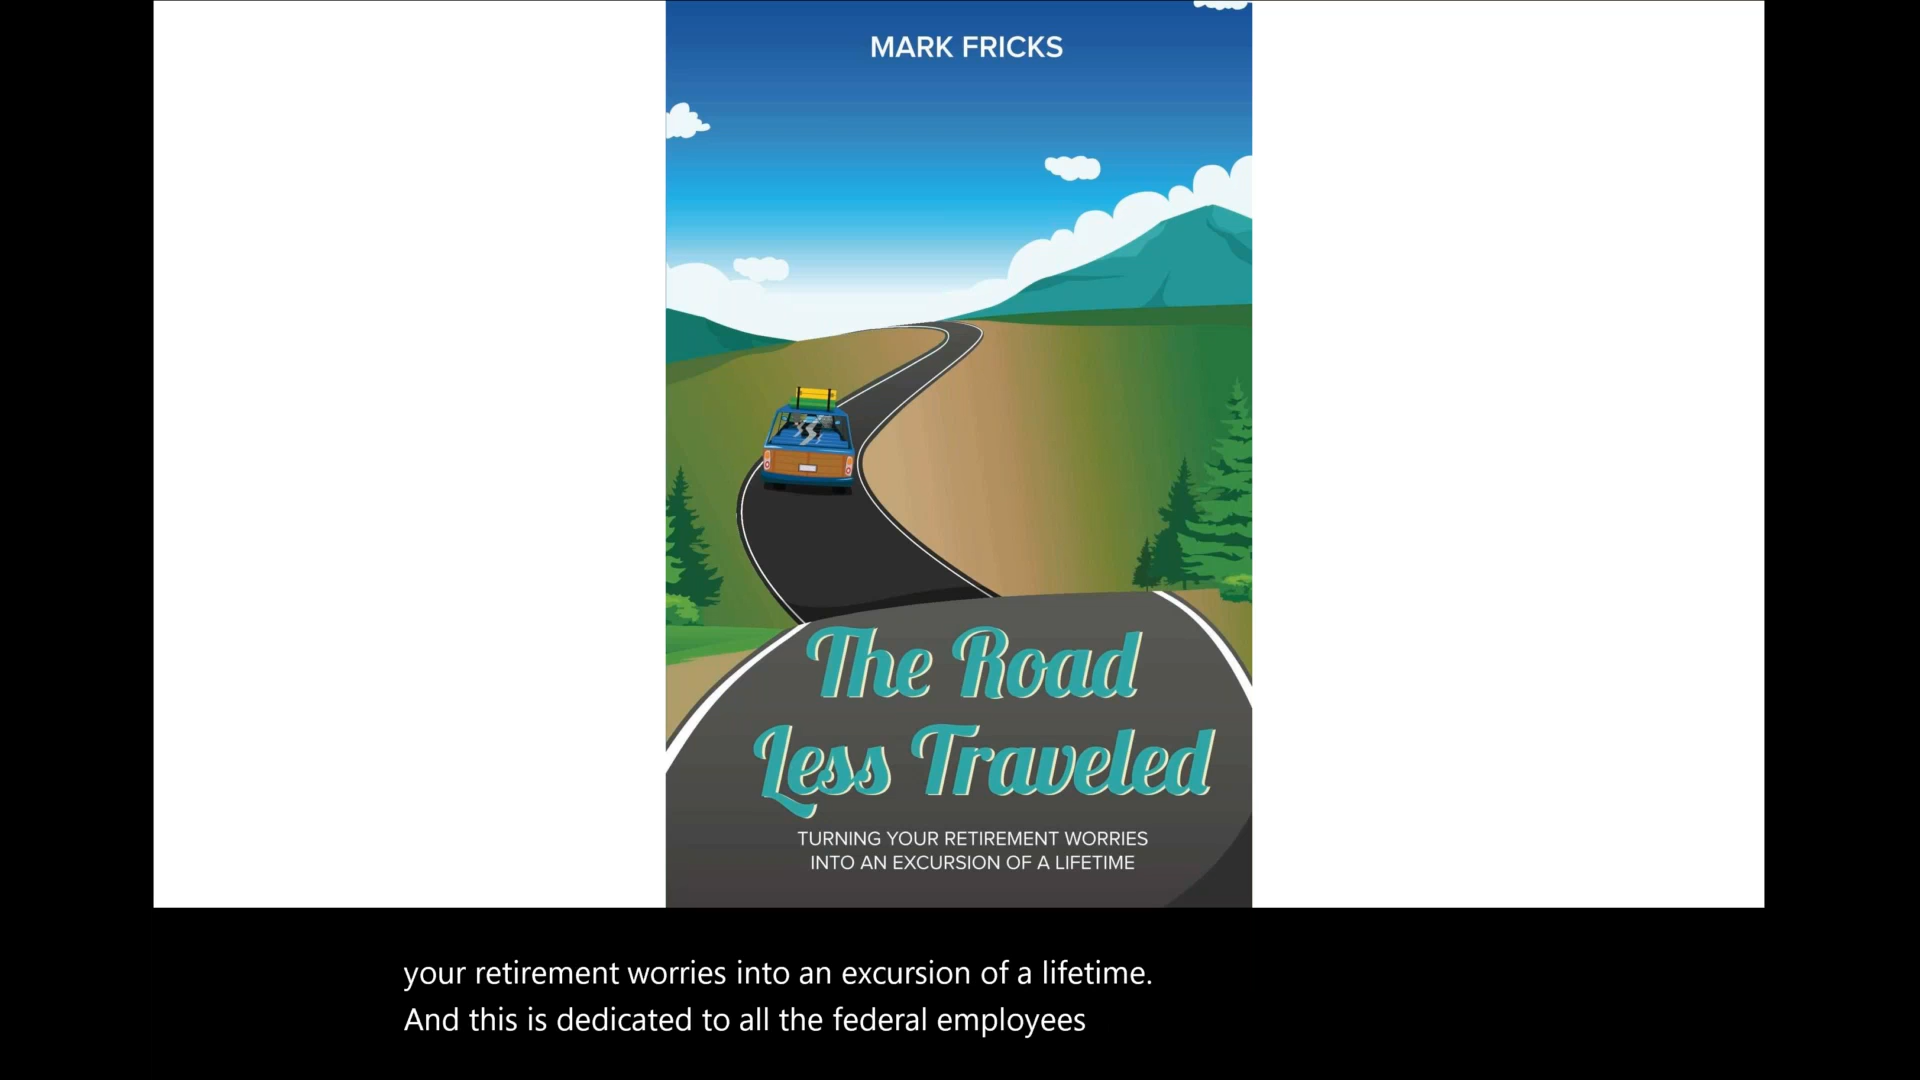 MARK FRICKS
The Road
Less Traveled
TURNING YOUR RETIREMENT WORRIES
INTO AN EXCURSION OF A LIFETIME
your retirement worries into an excursion of a lifetime.
And this is dedicated to all the federal employees